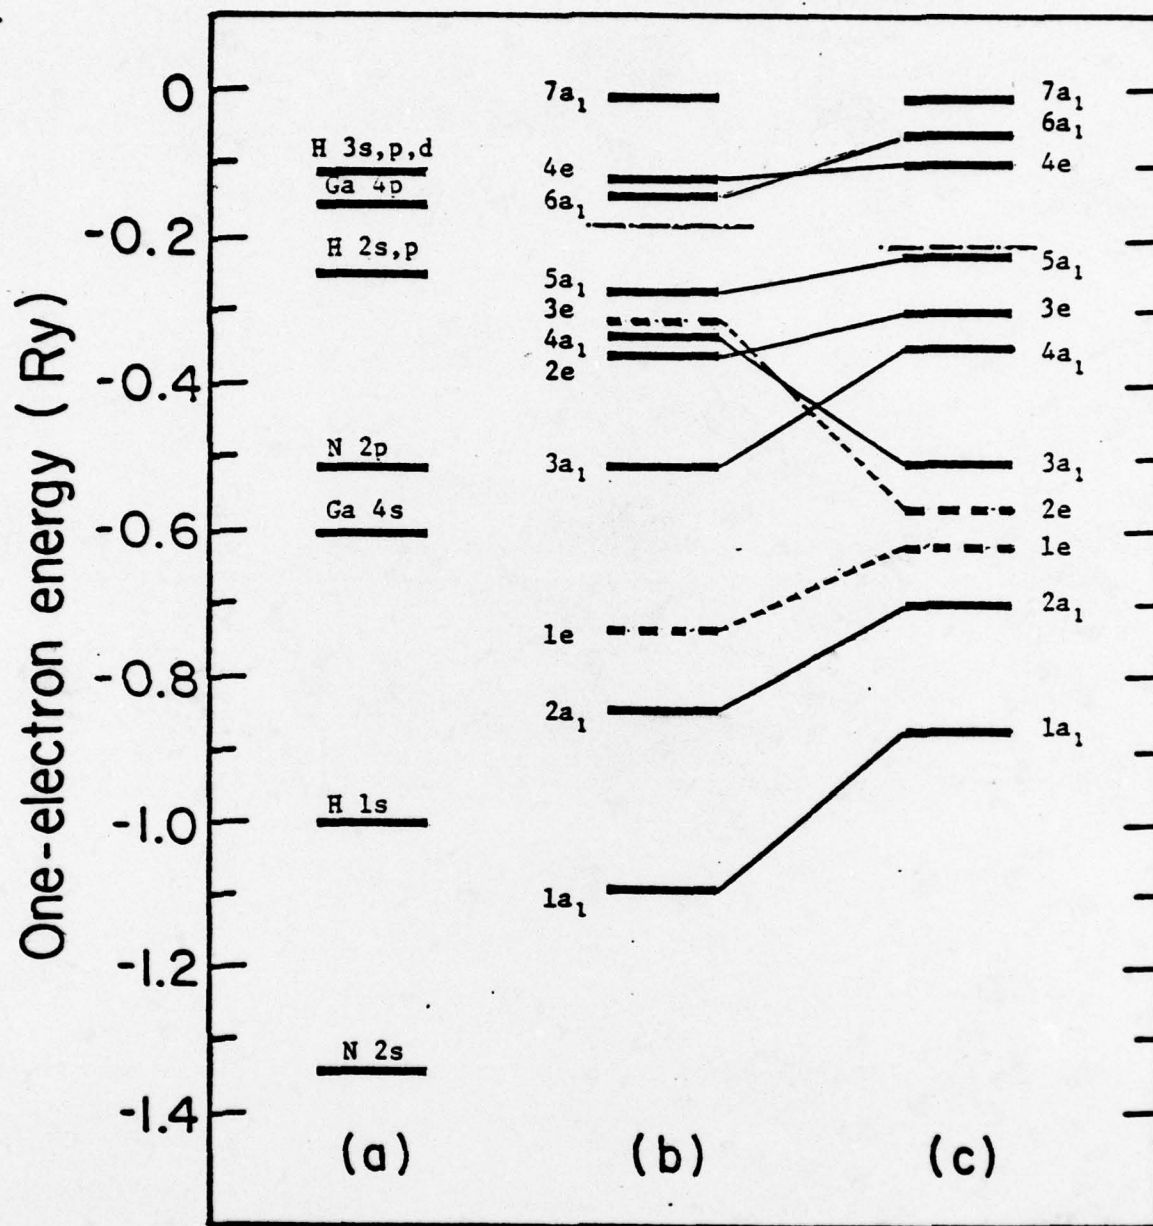 One-electron energy (Ry)
0
-0.2
-0.4
-0.6
-0.8
-1.0
-1.2
-1.4
H 3s,p,d
Ga 4p
H 2s,p
N 2p
Ga 4s
H 1s
N 2s
(a)
7a₁
4e
6a₁
5a₁
3e
4a₁
2e
3a₁
1e
2a₁
1a₁
(b)
7a₁
6a₁
4e
5a₁
3e
4a₁
3a₁
2e
1e
2a₁
1a₁
(c)